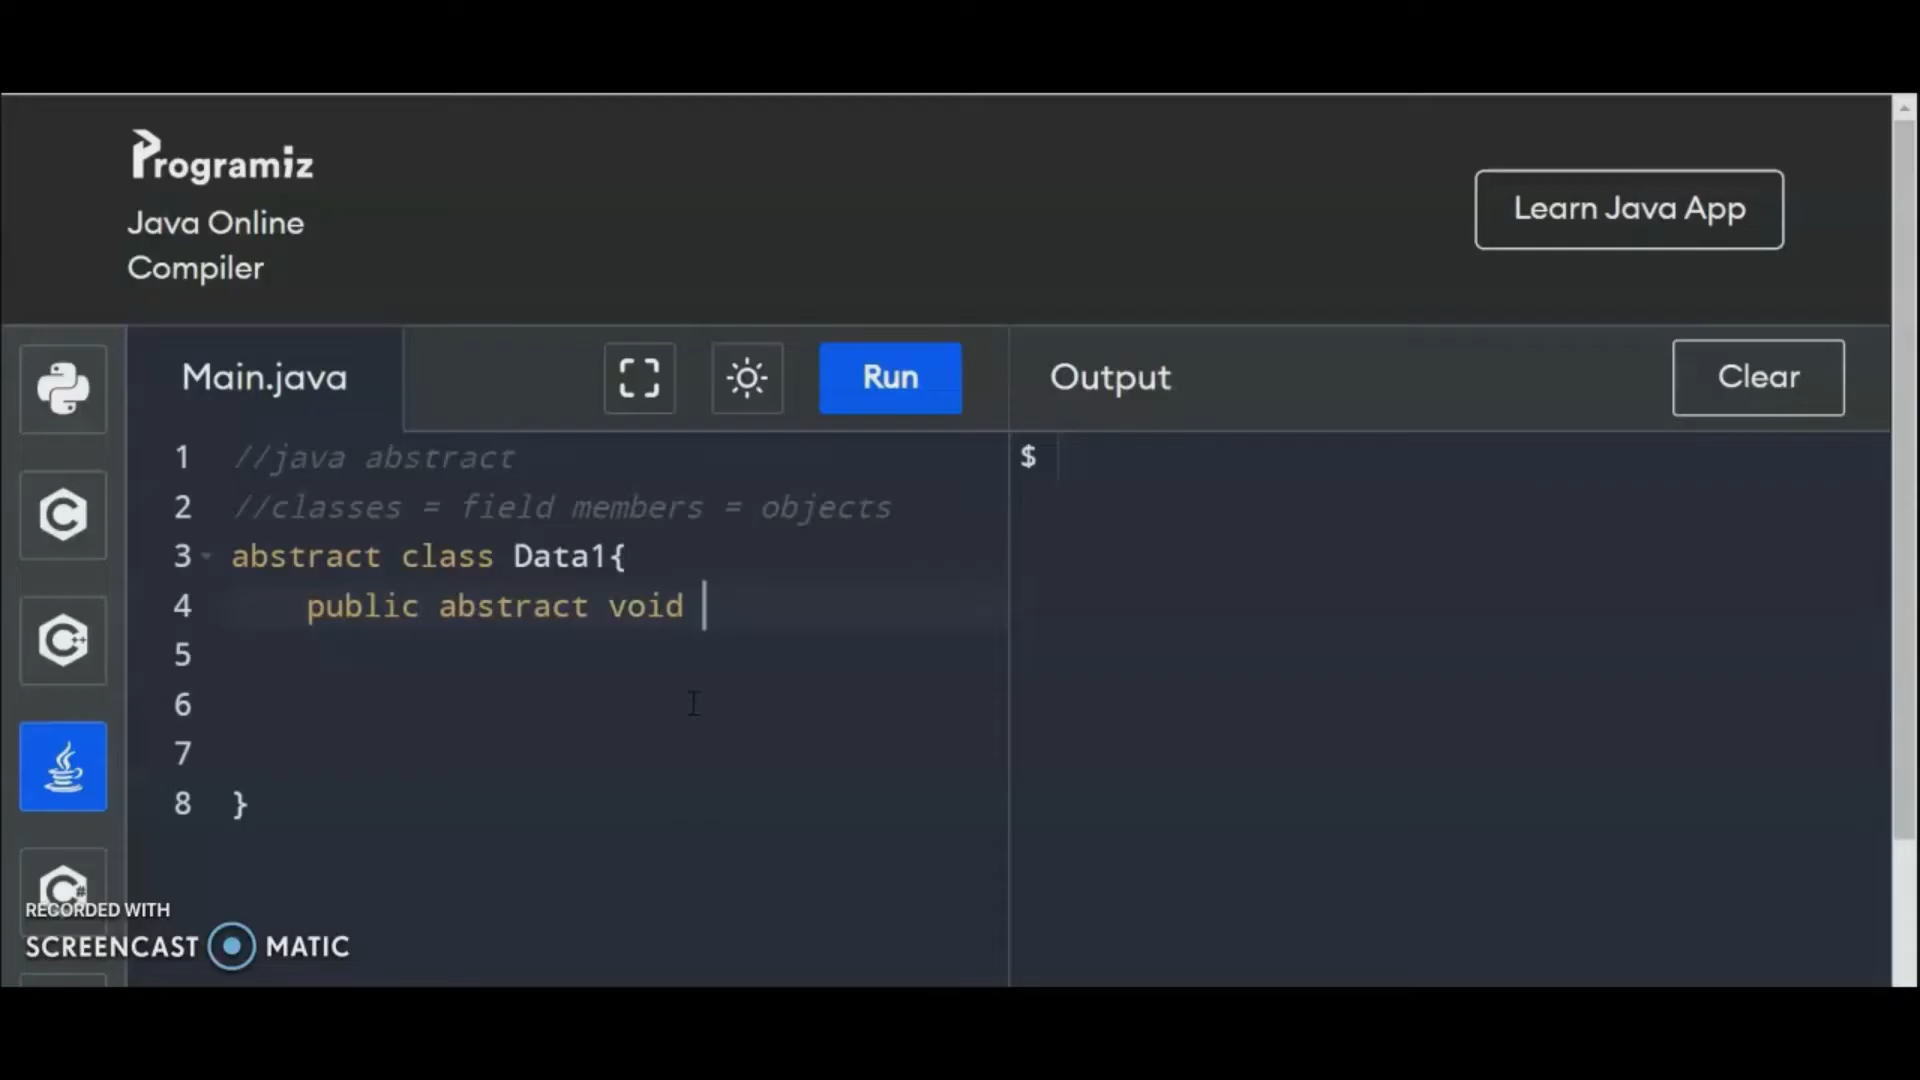 Programiz
Java Online
Compiler
Learn Java App
Main.java
Run
Output
Clear
1 //java abstract
2 //classes = field members = objects
3 abstract class Data1{
4 public abstract void
5
6
7
8 }
$
C
C++
C#
RECORDED WITH
SCREENCAST MATIC